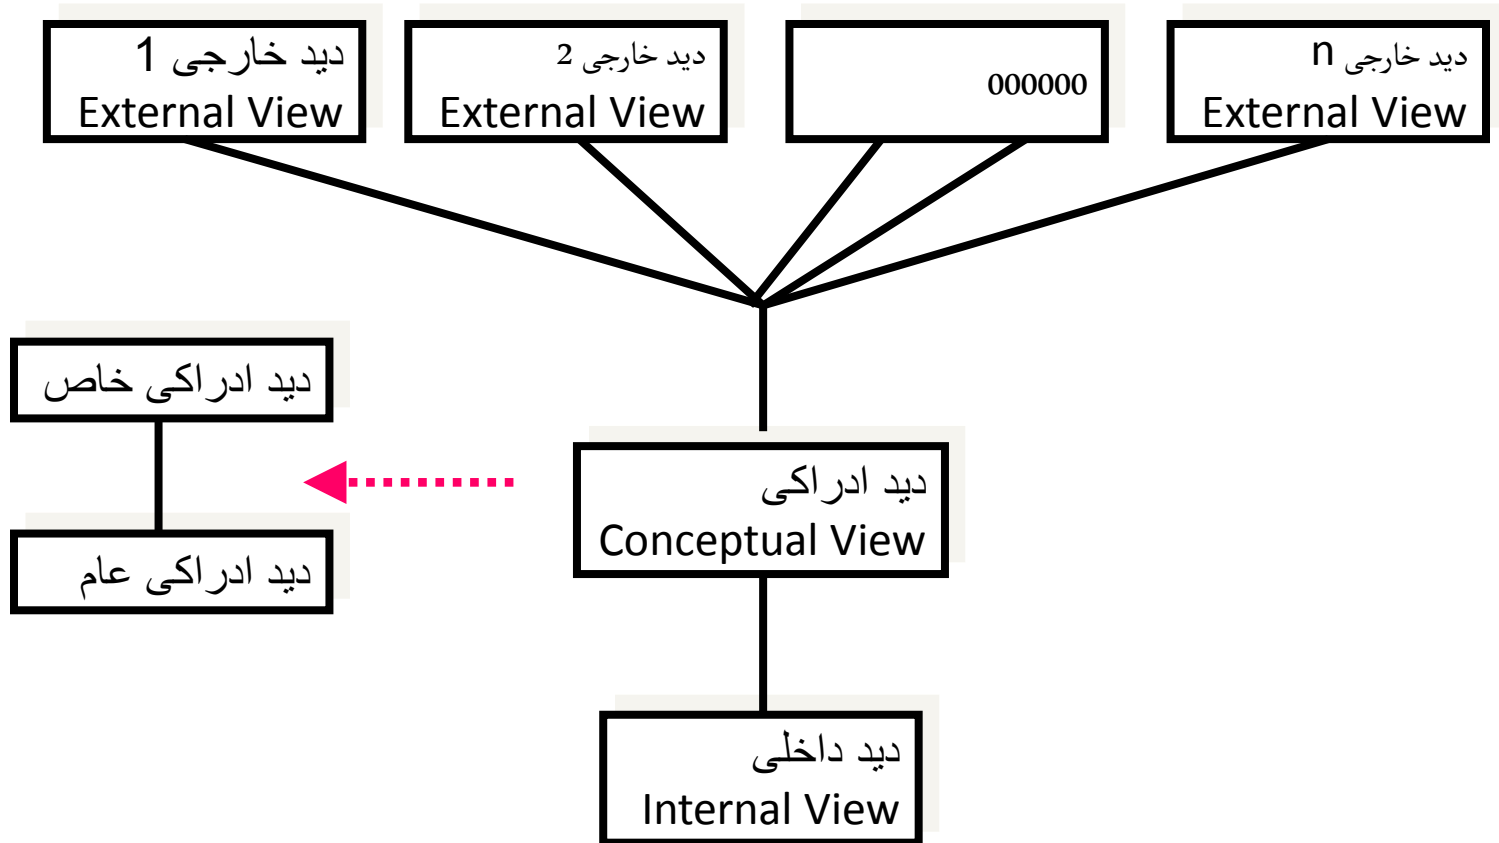 دید خارجی 1
External View
دید خارجی 2
External View
000000
دید خارجی n
External View
دید ادراکی خاص
دید ادراکی عام
دید ادراکی
Conceptual View
دید داخلی
Internal View